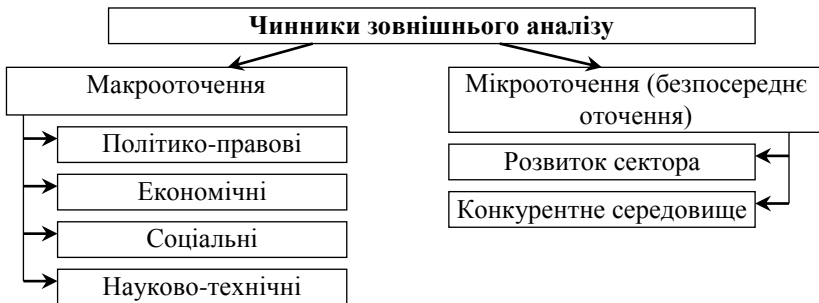 Чинники зовнішнього аналізу
Макрооточення
Політико-правові
Економічні
Соціальні
Науково-технічні
Мікрооточення (безпосереднє
оточення)
Розвиток сектора
Конкурентне середовище